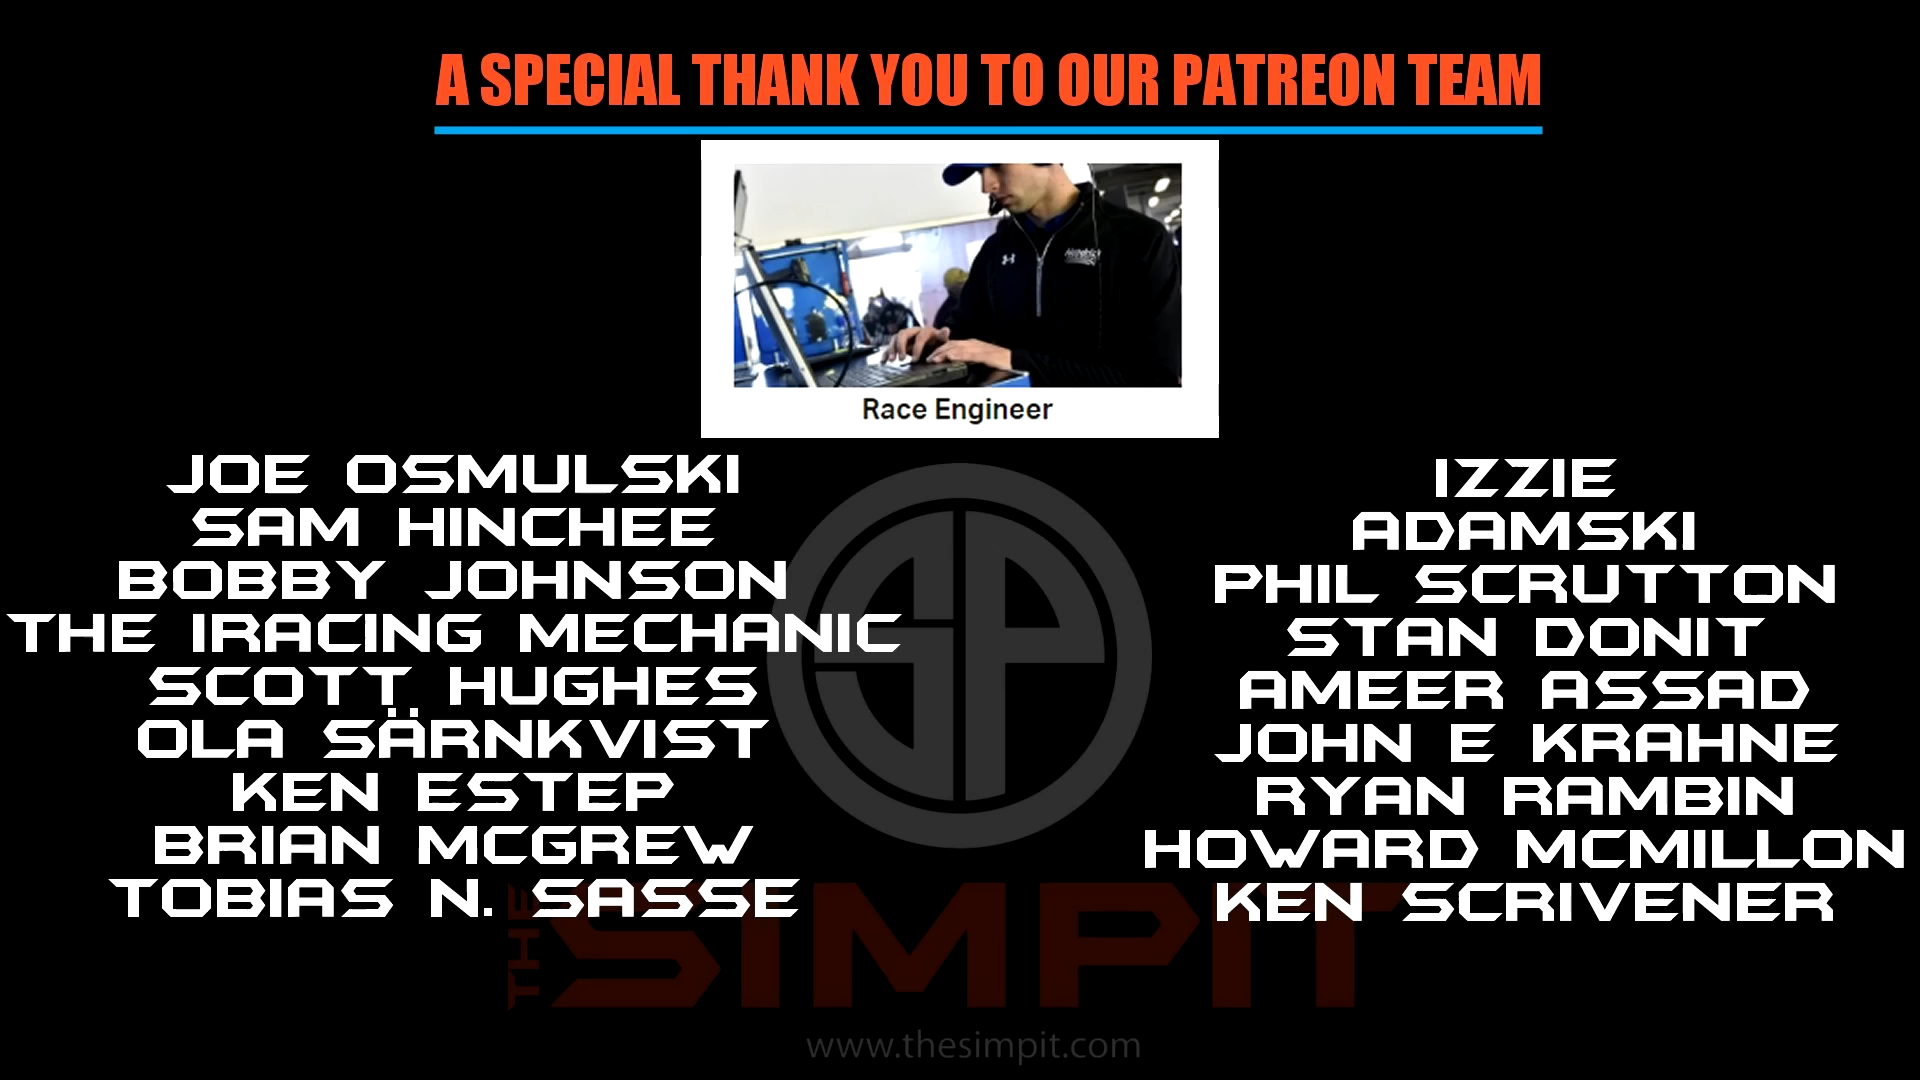 A SPECIAL THANK YOU TO OUR PATREON TEAM
Race Engineer
JOE OSMULSKI
SAM HINCHEE
BOBBY JOHNSON
THE IRACING MECHANIC
SCOTT HUGHES
OLA SÄRNKVIST
KEN ESTEP
BRIAN MCGREW
TOBIAS N. SASSE
IZZIE
ADAMSKI
PHIL SCRUTTON
STAN DONIT
AMEER ASSAD
JOHN E KRAHNE
RYAN RAMBIN
HOWARD MCMILLON
KEN SCRIVENER
SP
THE SIMPIT
www.thesimpit.com